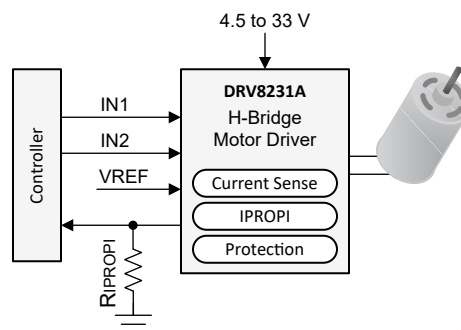 4.5 to 33 V
DRV8231A
H-Bridge
Motor Driver
Controller
IN1
IN2
VREF
Current Sense
IPROPI
Protection
RIPROPI